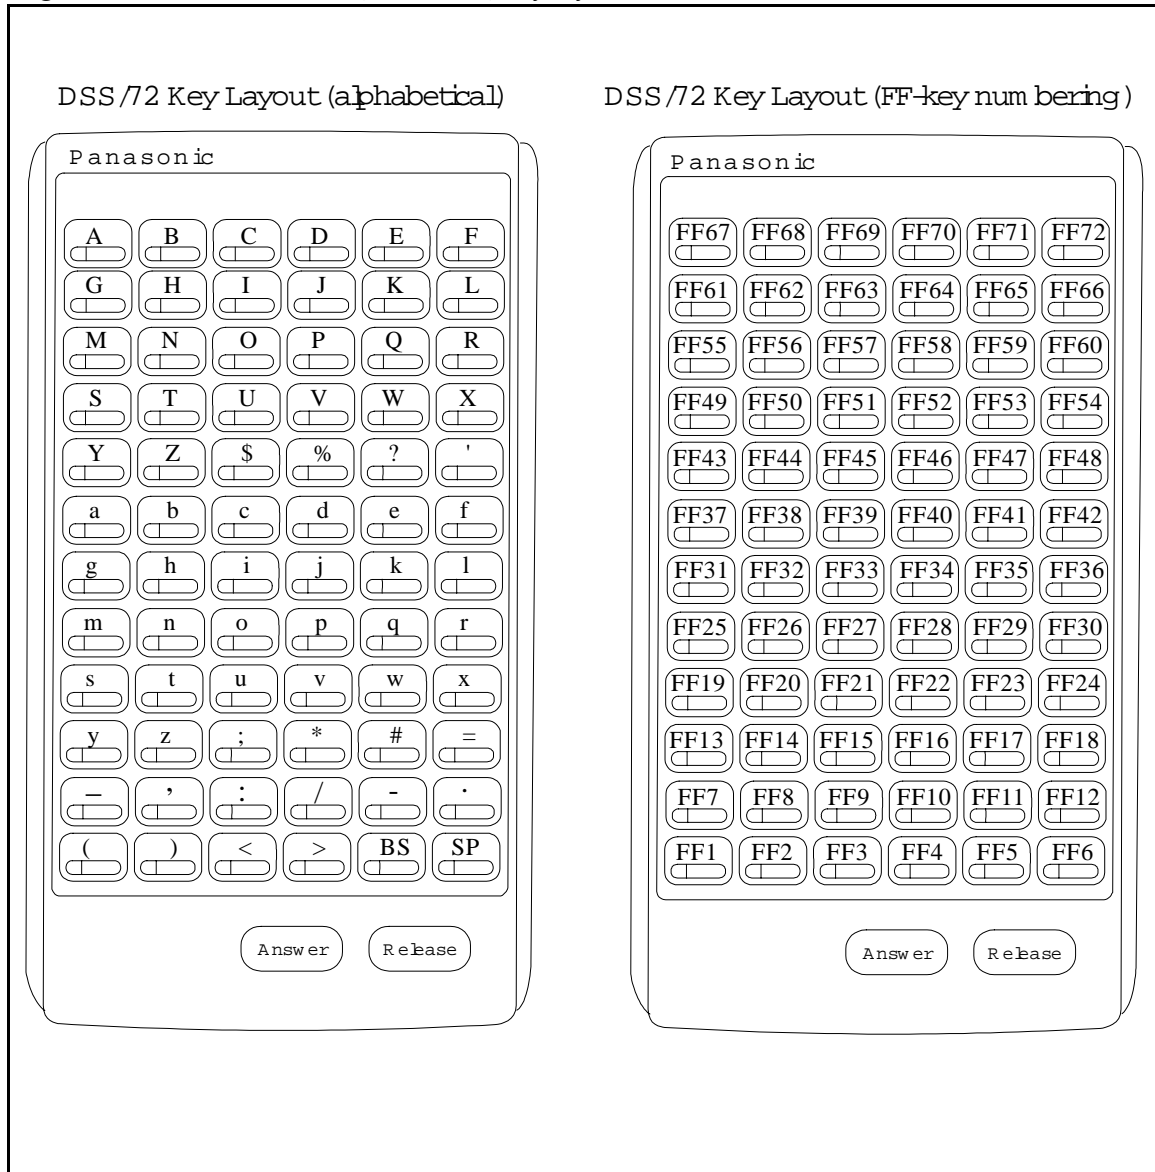 DSS/72 Key Layout (alphabetical)
Panasonic
A B C D E F
G H I J K L
M N O P Q R
S T U V W X
Y Z $ % ? '
a b c d e f
g h i j k l
m n o p q r
s t u v w x
y z ; * # =
– , : / - .
( ) < > BS SP
Answer Release
DSS/72 Key Layout (FF-key numbering)
Panasonic
FF67 FF68 FF69 FF70 FF71 FF72
FF61 FF62 FF63 FF64 FF65 FF66
FF55 FF56 FF57 FF58 FF59 FF60
FF49 FF50 FF51 FF52 FF53 FF54
FF43 FF44 FF45 FF46 FF47 FF48
FF37 FF38 FF39 FF40 FF41 FF42
FF31 FF32 FF33 FF34 FF35 FF36
FF25 FF26 FF27 FF28 FF29 FF30
FF19 FF20 FF21 FF22 FF23 FF24
FF13 FF14 FF15 FF16 FF17 FF18
FF7 FF8 FF9 FF10 FF11 FF12
FF1 FF2 FF3 FF4 FF5 FF6
Answer Release